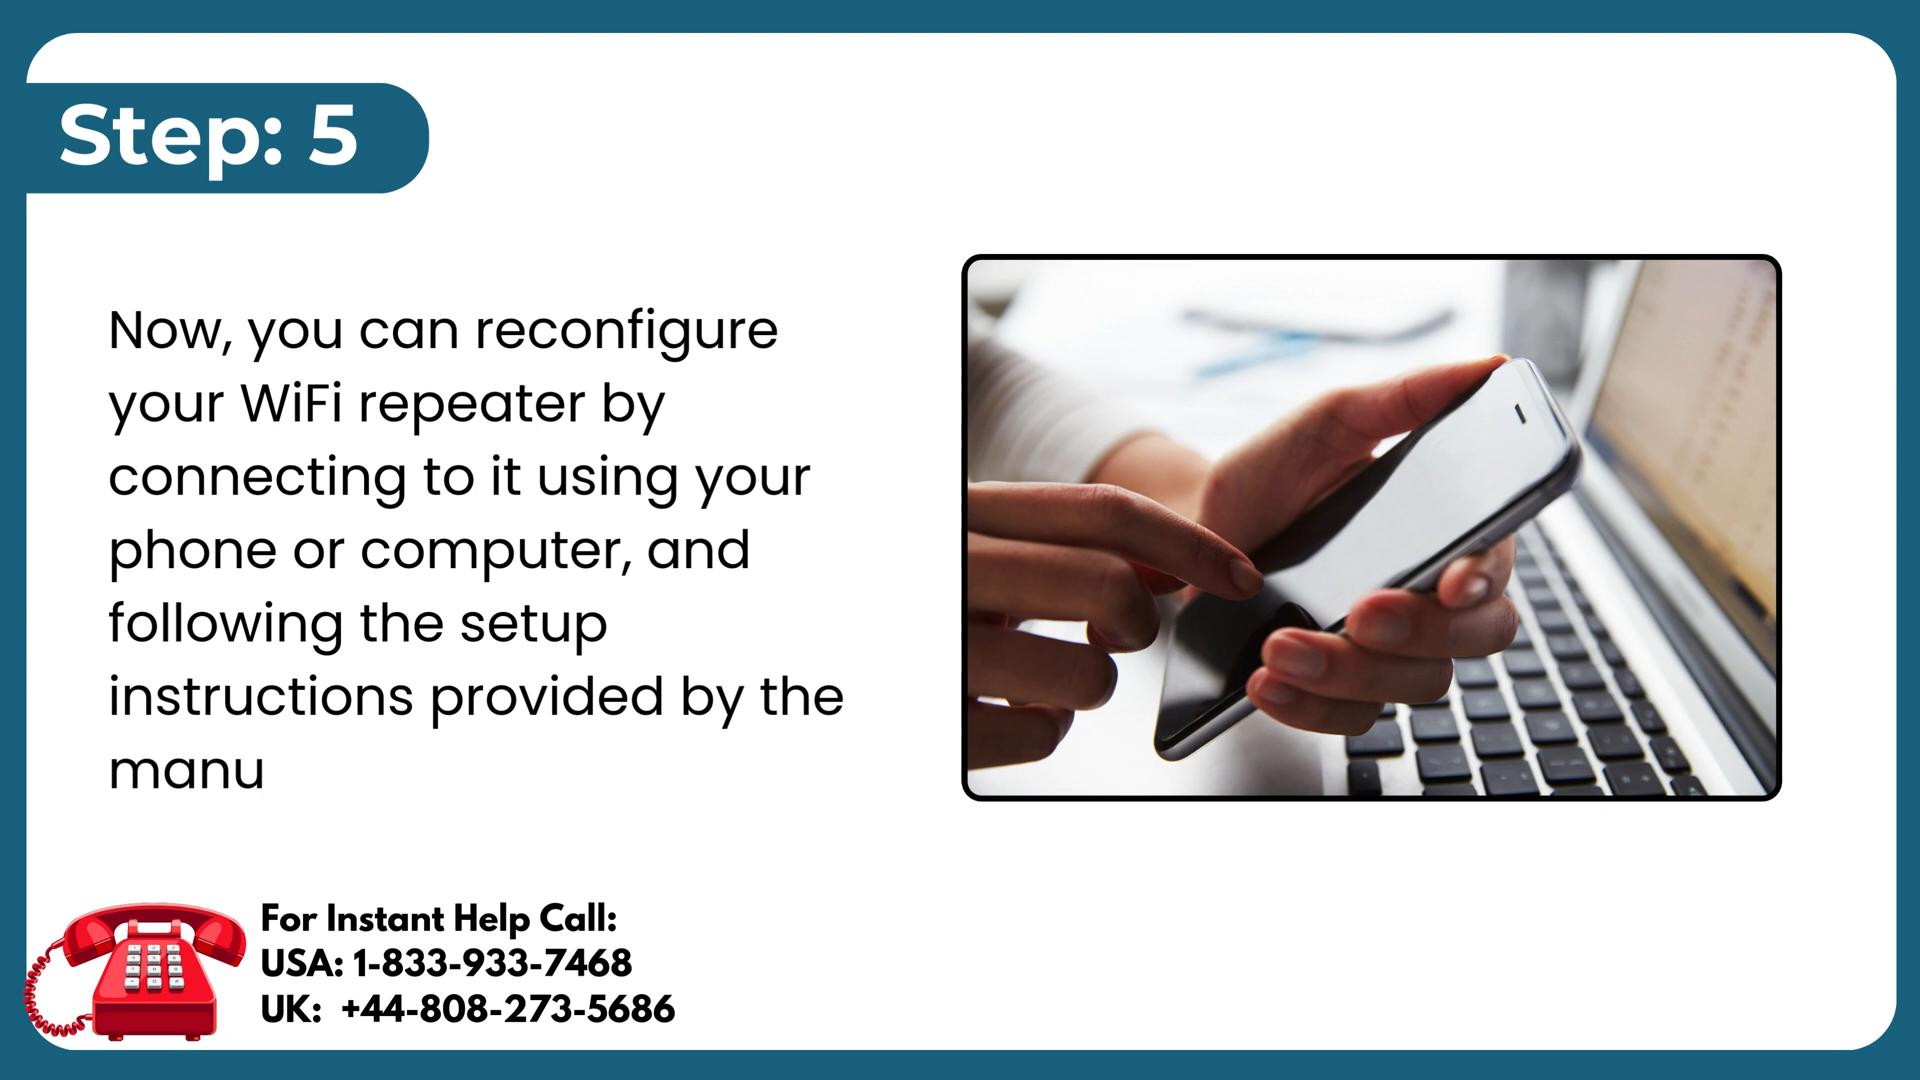 Step: 5
Now, you can reconfigure
your WiFi repeater by
connecting to it using your
phone or computer, and
following the setup
instructions provided by the
manu
For Instant Help Call:
USA: 1-833-933-7468
UK: +44-808-273-5686